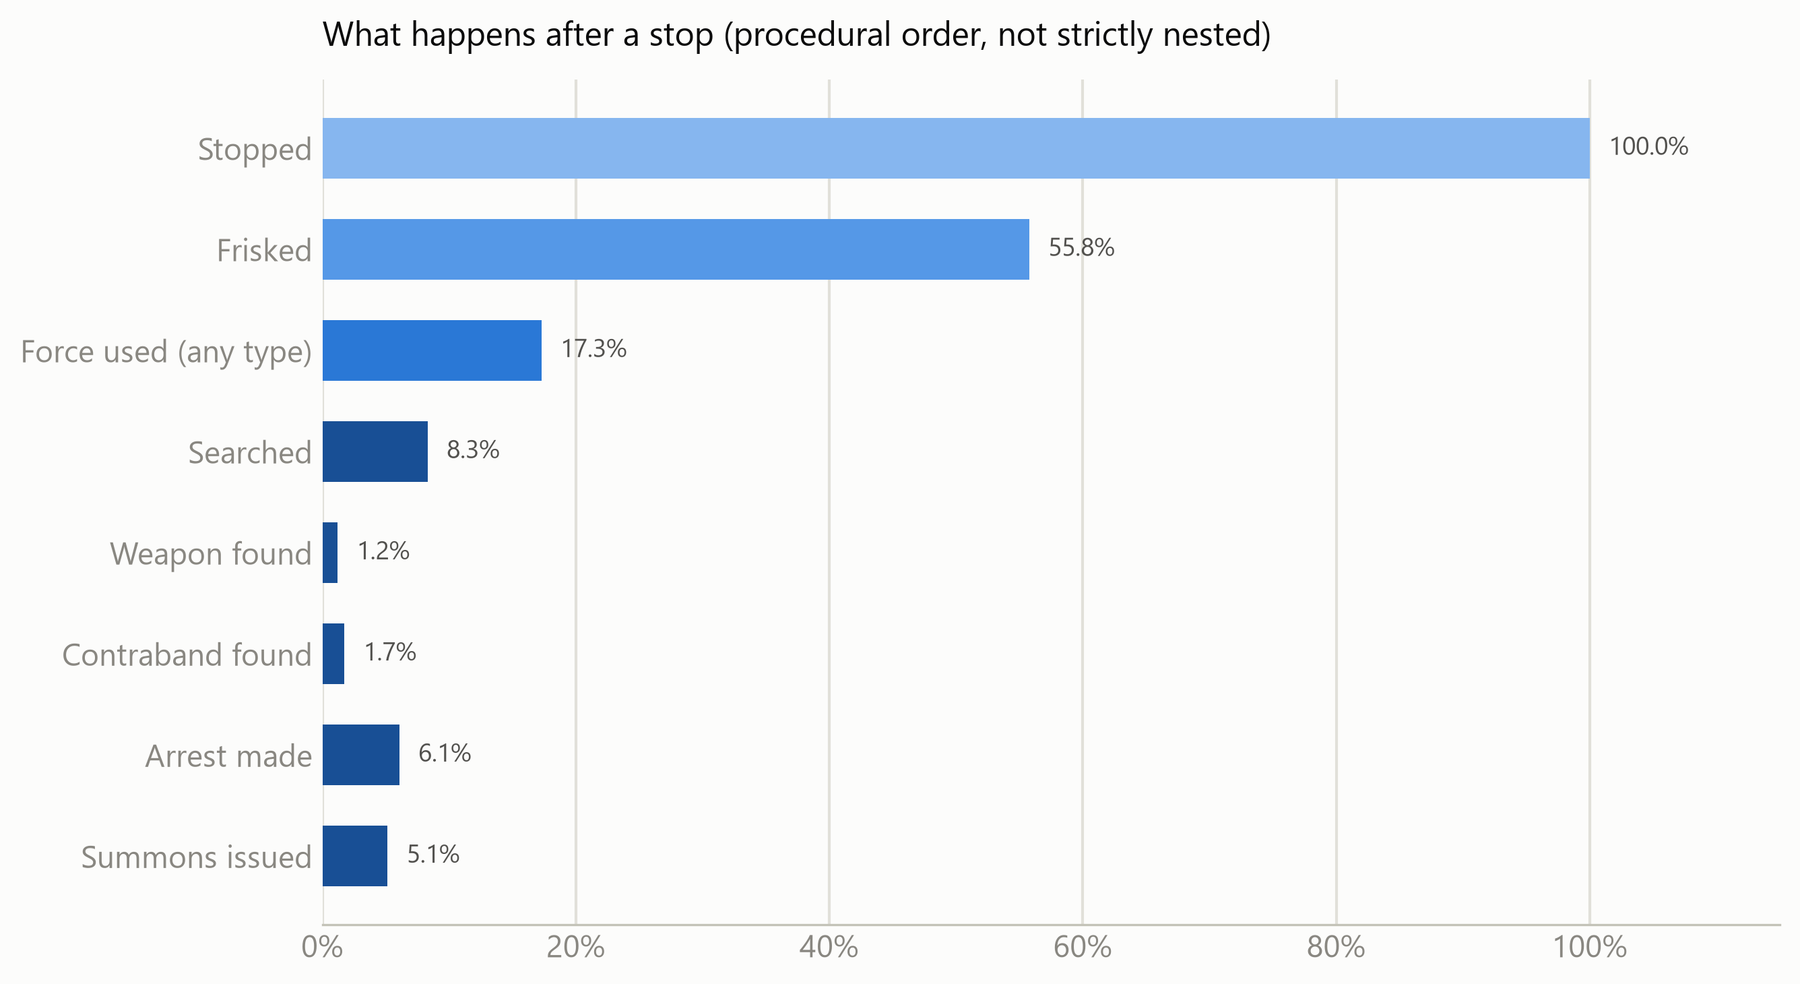 What happens after a stop (procedural order, not strictly nested)
Stopped 100.0%
Frisked 55.8%
Force used (any type) 17.3%
Searched 8.3%
Weapon found 1.2%
Contraband found 1.7%
Arrest made 6.1%
Summons issued 5.1%
0% 20% 40% 60% 80% 100%